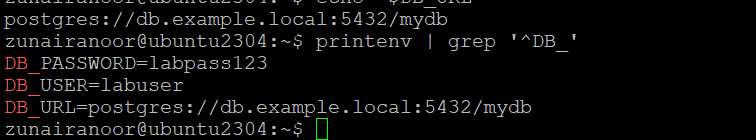 postgres://db.example.local:5432/mydb
zunairanoor@ubuntu2304:~$ printenv | grep '^DB_'
DB_PASSWORD=labpass123
DB_USER=labuser
DB_URL=postgres://db.example.local:5432/mydb
zunairanoor@ubuntu2304:~$